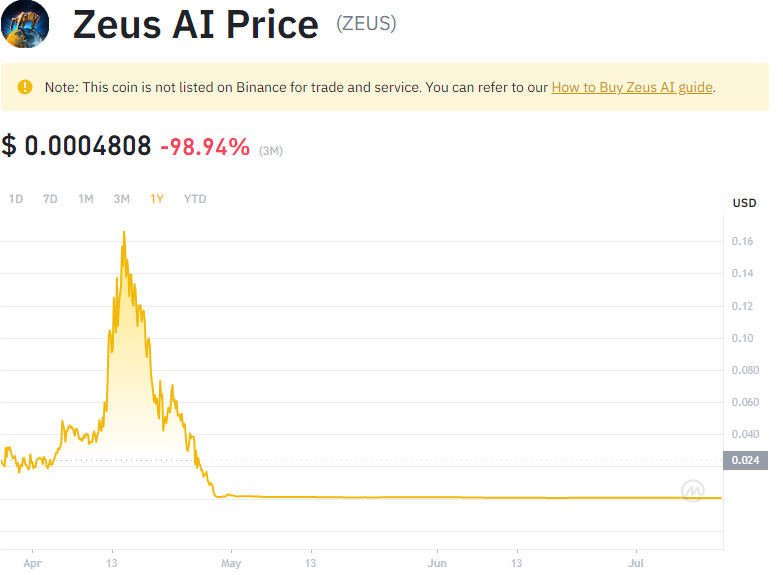 Zeus AI Price (ZEUS)
Note: This coin is not listed on Binance for trade and service. You can refer to our How to Buy Zeus AI guide.
$ 0.0004808 -98.94% (3M)
1D 7D 1M 3M 1Y YTD
USD
0.16
0.14
0.12
0.10
0.080
0.060
0.040
0.024
Apr 13 May 13 Jun 13 Jul